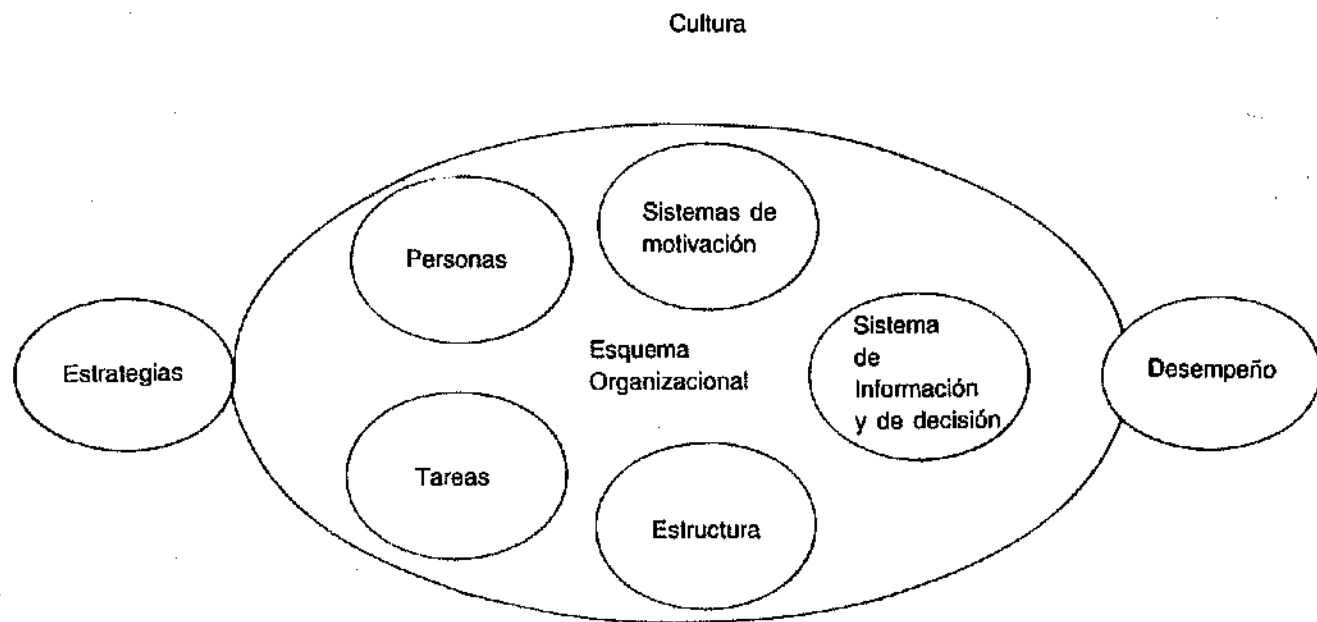 Cultura
Sistemas de
motivación
Personas
Esquema
Organizacional
Sistema
de
Información
y de decisión
Estrategias
Desempeño
Tareas
Estructura